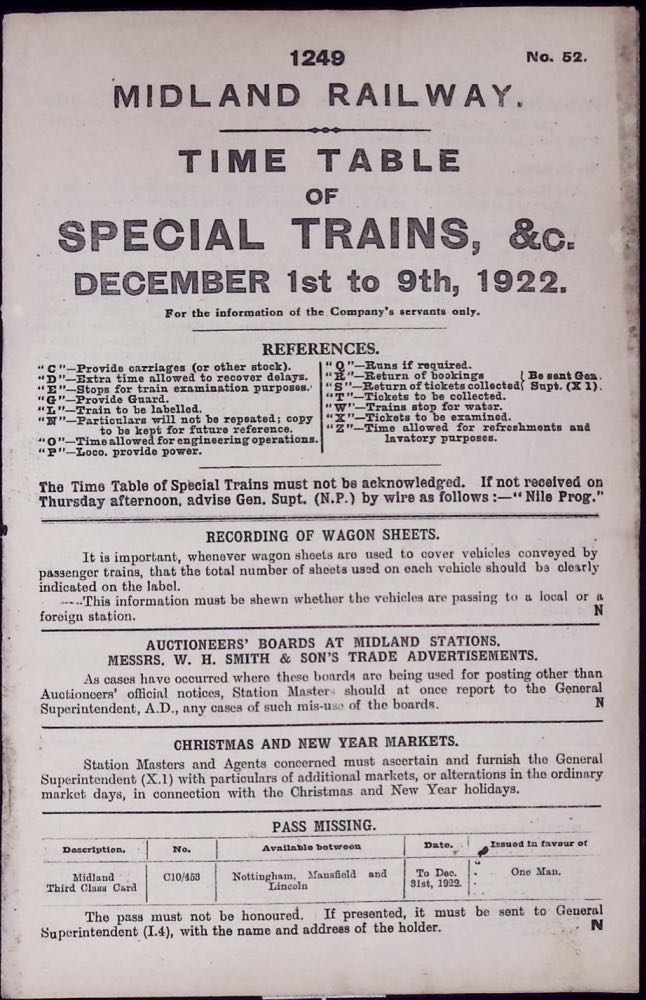 1249 No. 52.
MIDLAND RAILWAY.
TIME TABLE
OF
SPECIAL TRAINS, &c.
DECEMBER 1st to 9th, 1922.
For the information of the Company's servants only.
REFERENCES.
"C"—Provide carriages (or other stock).
"D"—Extra time allowed to recover delays.
"E"—Stops for train examination purposes.
"G"—Provide Guard.
"L"—Train to be labelled.
"N"—Particulars will not be repeated; copy
to be kept for future reference.
"O"—Time allowed for engineering operations.
"P"—Loco. provide power.
"Q"—Runs if required.
"R"—Return of bookings { Be sent Gen.
"S"—Return of tickets collected { Supt. (X 1).
"T"—Tickets to be collected.
"W"—Trains stop for water.
"X"—Tickets to be examined.
"Z"—Time allowed for refreshments and
lavatory purposes.
The Time Table of Special Trains must not be acknowledged. If not received on
Thursday afternoon, advise Gen. Supt. (N.P.) by wire as follows :—"Nile Prog."
RECORDING OF WAGON SHEETS.
It is important, whenever wagon sheets are used to cover vehicles conveyed by
passenger trains, that the total number of sheets used on each vehicle should be clearly
indicated on the label.
This information must be shewn whether the vehicles are passing to a local or a
foreign station. N
AUCTIONEERS' BOARDS AT MIDLAND STATIONS.
MESSRS. W. H. SMITH & SON'S TRADE ADVERTISEMENTS.
As cases have occurred where these boards are being used for posting other than
Auctioneers' official notices, Station Masters should at once report to the General
Superintendent, A.D., any cases of such mis-use of the boards. N
CHRISTMAS AND NEW YEAR MARKETS.
Station Masters and Agents concerned must ascertain and furnish the General
Superintendent (X.1) with particulars of additional markets, or alterations in the ordinary
market days, in connection with the Christmas and New Year holidays.
PASS MISSING.
Description. No. Available between Date. Issued in favour of
Midland C10/453 Nottingham, Mansfield and To Dec. One Man.
Third Class Card Lincoln 31st, 1922.
The pass must not be honoured. If presented, it must be sent to General
Superintendent (I.4), with the name and address of the holder. N